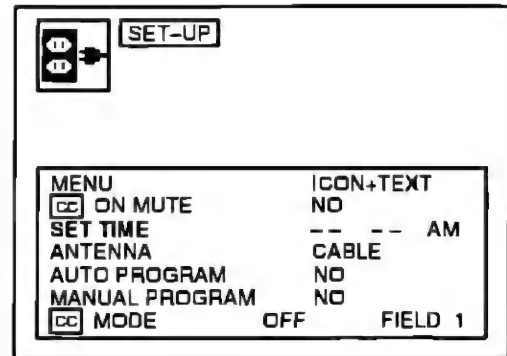 SET-UP
MENU ICON+TEXT
CC ON MUTE NO
SET TIME -- -- AM
ANTENNA CABLE
AUTO PROGRAM NO
MANUAL PROGRAM NO
CC MODE OFF FIELD 1